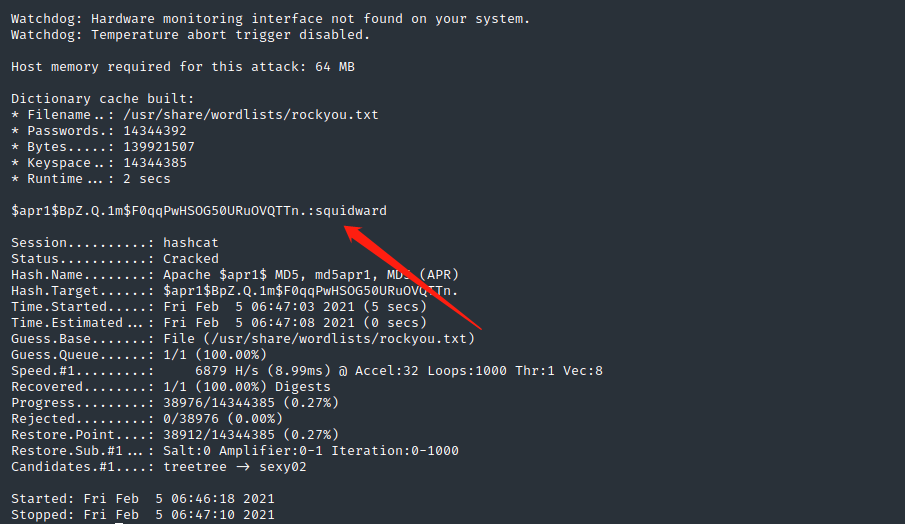 Watchdog: Hardware monitoring interface not found on your system.
Watchdog: Temperature abort trigger disabled.
Host memory required for this attack: 64 MB
Dictionary cache built:
* Filename..: /usr/share/wordlists/rockyou.txt
* Passwords.: 14344392
* Bytes.....: 139921507
* Keyspace..: 14344385
* Runtime...: 2 secs
$apr1$BpZ.Q.1m$F0qqPwHSOG50URuOVQTTn.:squidward
Session..........: hashcat
Status...........: Cracked
Hash.Name........: Apache $apr1$ MD5, md5apr1, MD5 (APR)
Hash.Target......: $apr1$BpZ.Q.1m$F0qqPwHSOG50URuOVQTTn.
Time.Started.....: Fri Feb  5 06:47:03 2021 (5 secs)
Time.Estimated...: Fri Feb  5 06:47:08 2021 (0 secs)
Guess.Base.......: File (/usr/share/wordlists/rockyou.txt)
Guess.Queue......: 1/1 (100.00%)
Speed.#1.........:     6879 H/s (8.99ms) @ Accel:32 Loops:1000 Thr:1 Vec:8
Recovered........: 1/1 (100.00%) Digests
Progress.........: 38976/14344385 (0.27%)
Rejected.........: 0/38976 (0.00%)
Restore.Point....: 38912/14344385 (0.27%)
Restore.Sub.#1...: Salt:0 Amplifier:0-1 Iteration:0-1000
Candidates.#1....: treetree -> sexy02
Started: Fri Feb  5 06:46:18 2021
Stopped: Fri Feb  5 06:47:10 2021